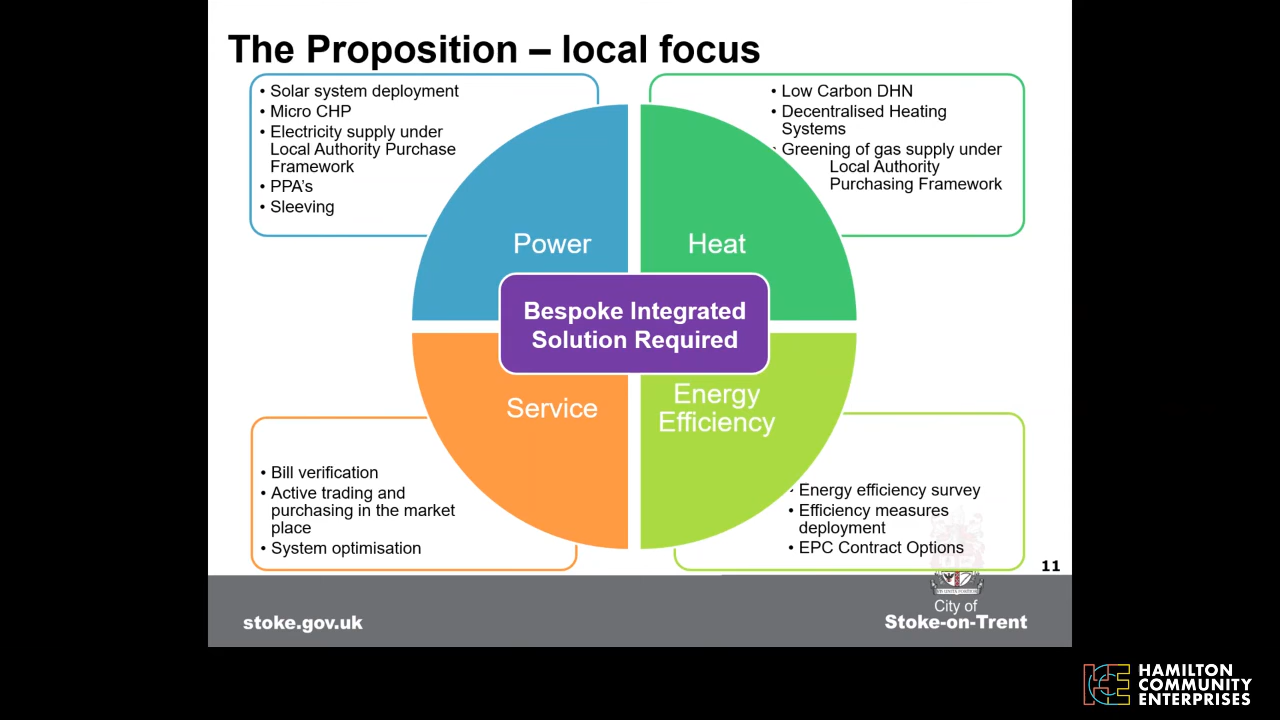 The Proposition – local focus
• Solar system deployment
• Micro CHP
• Electricity supply under
Local Authority Purchase
Framework
• PPA's
• Sleeving
• Low Carbon DHN
• Decentralised Heating
Systems
• Greening of gas supply under
Local Authority
Purchasing Framework
Power
Heat
Bespoke Integrated
Solution Required
Service
Energy
Efficiency
• Bill verification
• Active trading and
purchasing in the market
place
• System optimisation
• Energy efficiency survey
• Efficiency measures
deployment
• EPC Contract Options
11
stoke.gov.uk
City of
Stoke-on-Trent
HAMILTON
COMMUNITY
ENTERPRISES